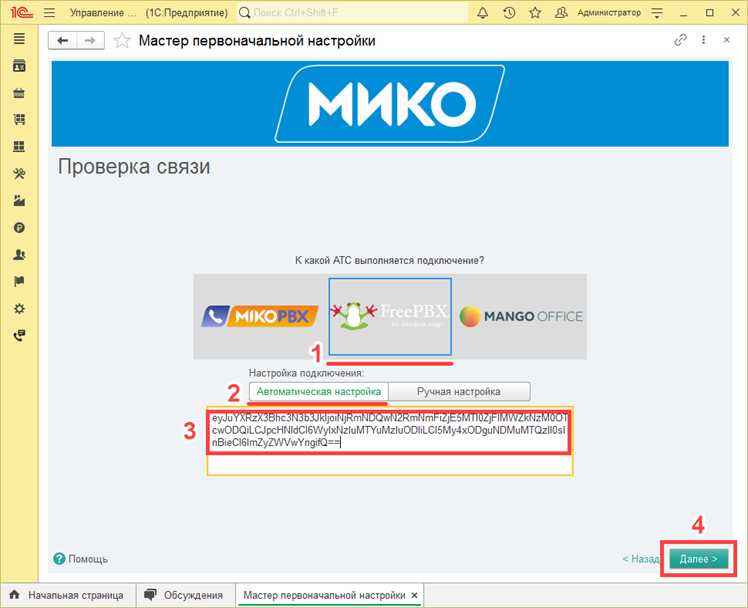 1С Управление ... (1С:Предприятие) Поиск Ctrl+Shift+F Администратор
Мастер первоначальной настройки
МИКО
Проверка связи
К какой АТС выполняется подключение?
MIKOPBX FreePBX MANGO OFFICE
let freedom ring™
1
Настройка подключения:
2 Автоматическая настройка Ручная настройка
3
4
Помощь < Назад Далее >
Начальная страница Обсуждения Мастер первоначальной настройки